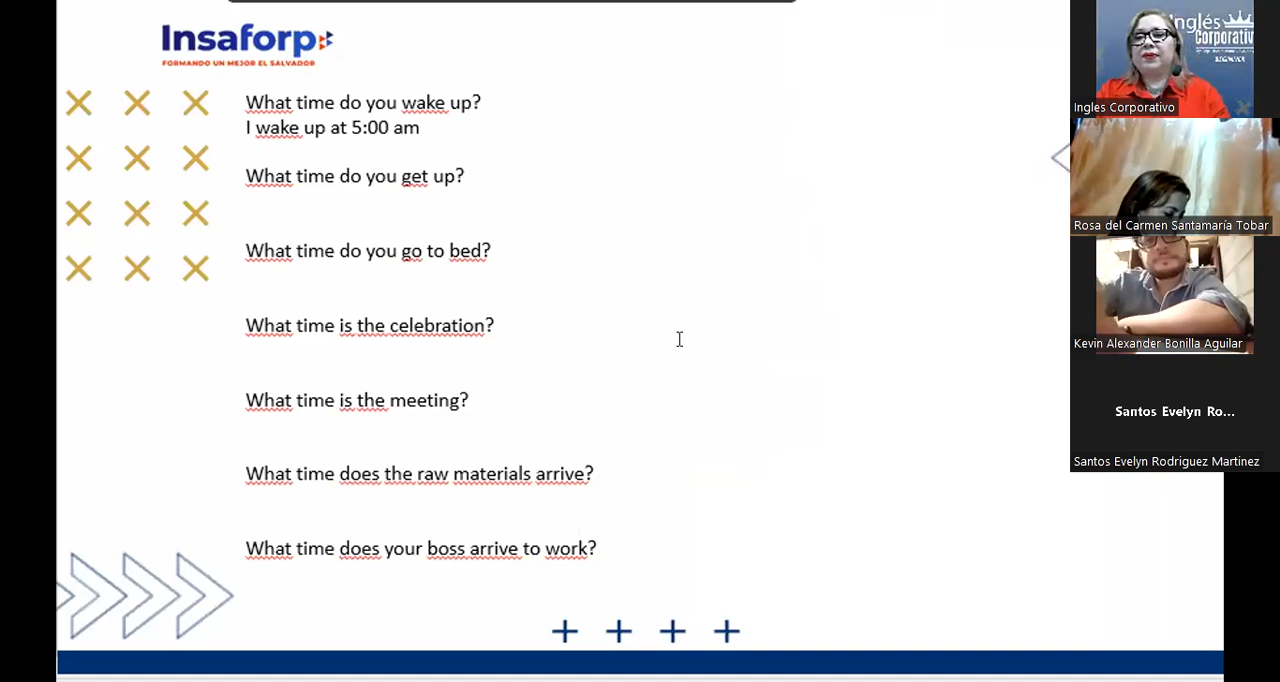 Insaforp
FORMANDO UN MEJOR EL SALVADOR
What time do you wake up?
I wake up at 5:00 am
What time do you get up?
What time do you go to bed?
What time is the celebration?
What time is the meeting?
What time does the raw materials arrive?
What time does your boss arrive to work?
Inglés
Corporativo
Ingles Corporativo
Rosa del Carmen Santamaría Tobar
Kevin Alexander Bonilla Aguilar
Santos Evelyn Ro...
Santos Evelyn Rodriguez Martinez